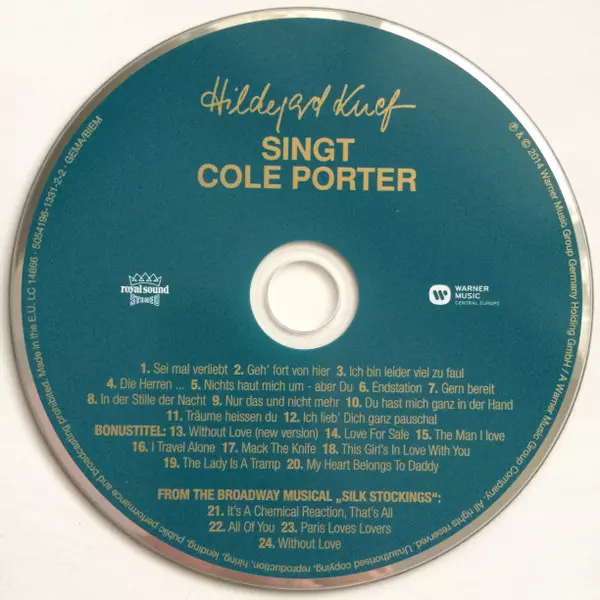 Hildegard Knef
SINGT
COLE PORTER
royal sound
STUDIO
WARNER
MUSIC
CENTRAL EUROPE
1. Sei mal verliebt 2. Geh' fort von hier 3. Ich bin leider viel zu faul
4. Die Herren ... 5. Nichts haut mich um - aber Du 6. Endstation 7. Gern bereit
8. In der Stille der Nacht 9. Nur das und nicht mehr 10. Du hast mich ganz in der Hand
11. Träume heissen du 12. Ich lieb' Dich ganz pauschal
BONUSTITEL: 13. Without Love (new version) 14. Love For Sale 15. The Man I love
16. I Travel Alone 17. Mack The Knife 18. This Girl's In Love With You
19. The Lady Is A Tramp 20. My Heart Belongs To Daddy
FROM THE BROADWAY MUSICAL „SILK STOCKINGS“:
21. It's A Chemical Reaction, That's All
22. All Of You 23. Paris Loves Lovers
24. Without Love
℗ & © 2014 Warner Music Group Germany Holding GmbH / A Warner Music Group Company. All rights reserved. Unauthorised copying, reproduction, hiring, lending, public performance and broadcasting prohibited. Made in the E.U. LC 14666 · 5054196-1331-2-2 · GEMA/BIEM